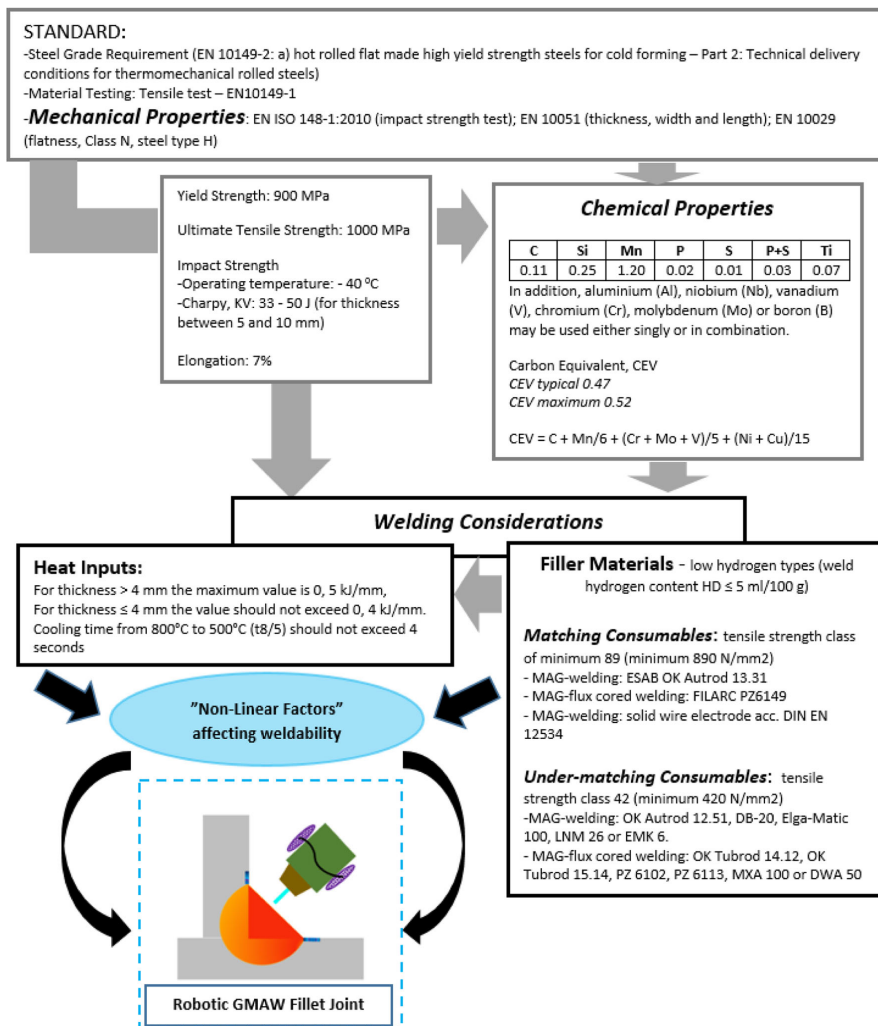 STANDARD:
-Steel Grade Requirement (EN 10149-2: a) hot rolled flat made high yield strength steels for cold forming – Part 2: Technical delivery
conditions for thermomechanical rolled steels)
-Material Testing: Tensile test – EN10149-1
-Mechanical Properties: EN ISO 148-1:2010 (impact strength test); EN 10051 (thickness, width and length); EN 10029
(flatness, Class N, steel type H)
Yield Strength: 900 MPa
Ultimate Tensile Strength: 1000 MPa
Impact Strength
-Operating temperature: - 40 ⁰C
-Charpy, KV: 33 - 50 J (for thickness
between 5 and 10 mm)
Elongation: 7%
Chemical Properties
C Si Mn P S P+S Ti
0.11 0.25 1.20 0.02 0.01 0.03 0.07
In addition, aluminium (Al), niobium (Nb), vanadium
(V), chromium (Cr), molybdenum (Mo) or boron (B)
may be used either singly or in combination.
Carbon Equivalent, CEV
CEV typical 0.47
CEV maximum 0.52
CEV = C + Mn/6 + (Cr + Mo + V)/5 + (Ni + Cu)/15
Welding Considerations
Heat Inputs:
For thickness > 4 mm the maximum value is 0, 5 kJ/mm,
For thickness ≤ 4 mm the value should not exceed 0, 4 kJ/mm.
Cooling time from 800°C to 500°C (t8/5) should not exceed 4
seconds
Filler Materials - low hydrogen types (weld
hydrogen content HD ≤ 5 ml/100 g)
Matching Consumables: tensile strength class
of minimum 89 (minimum 890 N/mm2)
- MAG-welding: ESAB OK Autrod 13.31
- MAG-flux cored welding: FILARC PZ6149
- MAG-welding: solid wire electrode acc. DIN EN
12534
Under-matching Consumables: tensile
strength class 42 (minimum 420 N/mm2)
-MAG-welding: OK Autrod 12.51, DB-20, Elga-Matic
100, LNM 26 or EMK 6.
- MAG-flux cored welding: OK Tubrod 14.12, OK
Tubrod 15.14, PZ 6102, PZ 6113, MXA 100 or DWA 50
”Non-Linear Factors”
affecting weldability
Robotic GMAW Fillet Joint